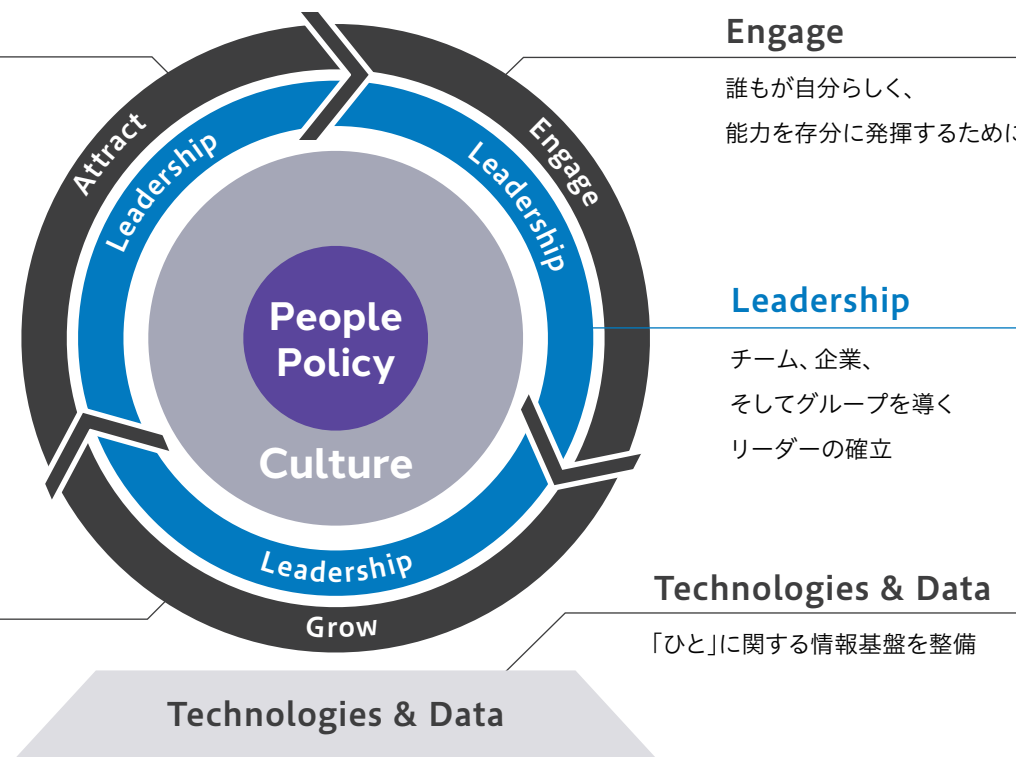 Engage
誰もが自分らしく、
能力を存分に発揮するために
Attract
Leadership
Leadership
Engage
People
Policy
Culture
Leadership
チーム、企業、
そしてグループを導く
リーダーの確立
Leadership
Grow
Technologies & Data
「ひと」に関する情報基盤を整備
Technologies & Data